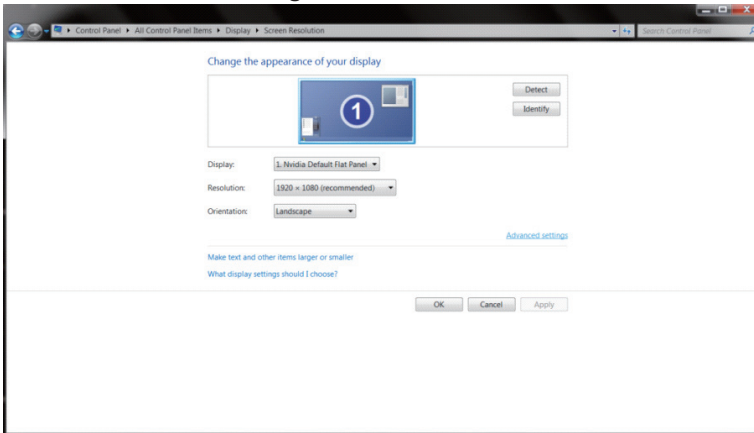 Control Panel ▸ All Control Panel Items ▸ Display ▸ Screen Resolution
Search Control Panel
Change the appearance of your display
1
Detect
Identify
Display: 1. Nvidia Default Flat Panel
Resolution: 1920 × 1080 (recommended)
Orientation: Landscape
Advanced settings
Make text and other items larger or smaller
What display settings should I choose?
OK Cancel Apply